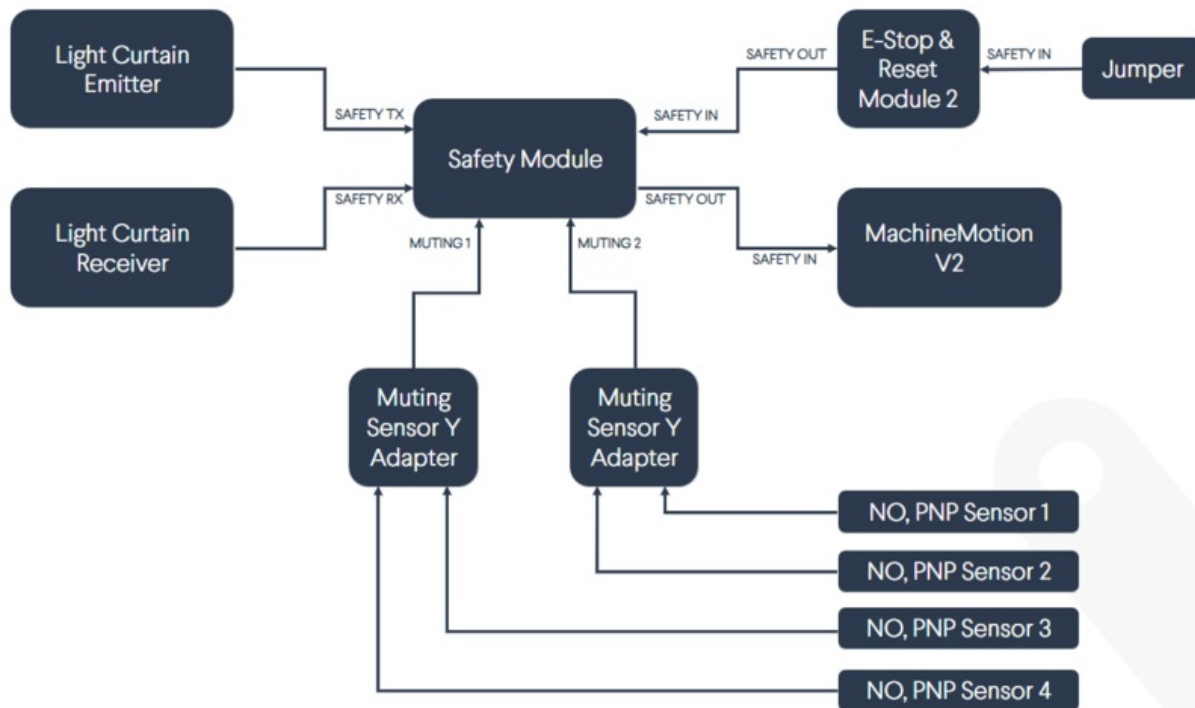 Light Curtain
Emitter
SAFETY TX
Light Curtain
Receiver
SAFETY RX
Safety Module
MUTING 1
MUTING 2
SAFETY OUT
SAFETY IN
E-Stop &
Reset
Module 2
SAFETY IN
Jumper
SAFETY OUT
SAFETY IN
MachineMotion
V2
Muting
Sensor Y
Adapter
Muting
Sensor Y
Adapter
NO, PNP Sensor 1
NO, PNP Sensor 2
NO, PNP Sensor 3
NO, PNP Sensor 4